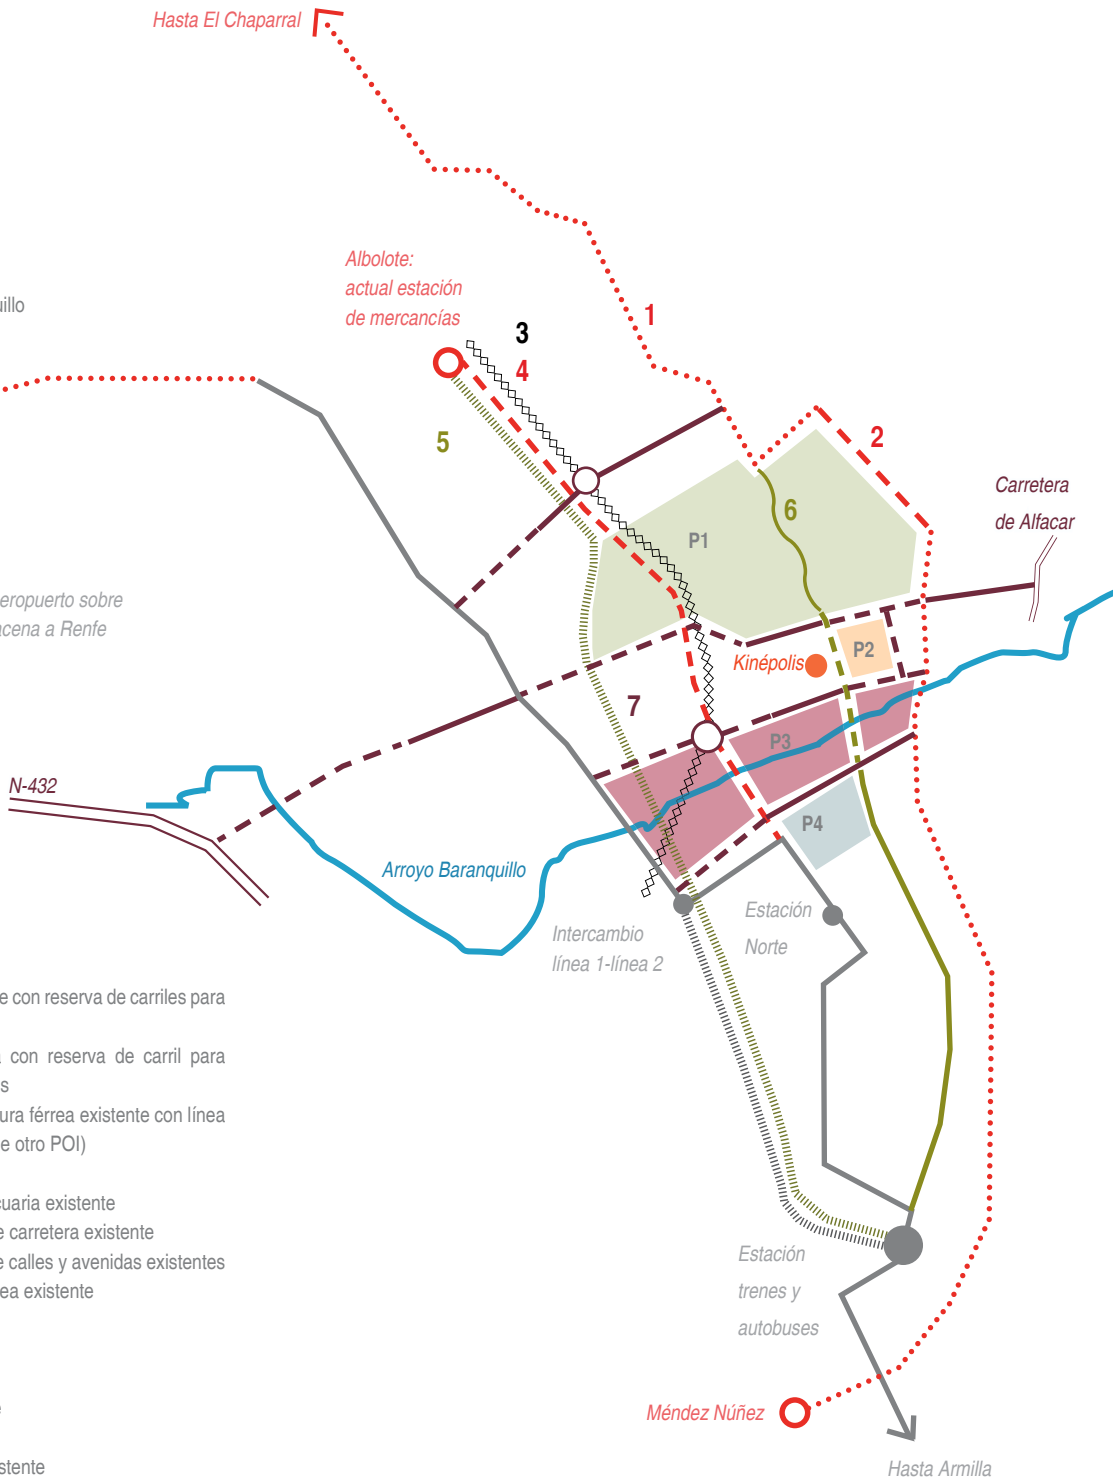 Hasta El Chaparral
Albolote:
actual estación
de mercancías
uillo
1
3
4
5
2
6
Carretera
de Alfacar
P1
eropuerto sobre
acena a Renfe
P2
Kinépolis
7
P3
N-432
P4
Arroyo Baranquillo
Estación
Norte
Intercambio
línea 1-línea 2
e con reserva de carriles para
a con reserva de carril para
s
ura férrea existente con línea
e otro POI)
cuaria existente
e carretera existente
e calles y avenidas existentes
ea existente
Estación
trenes y
autobuses
e
Méndez Núñez
stente
Hasta Armilla